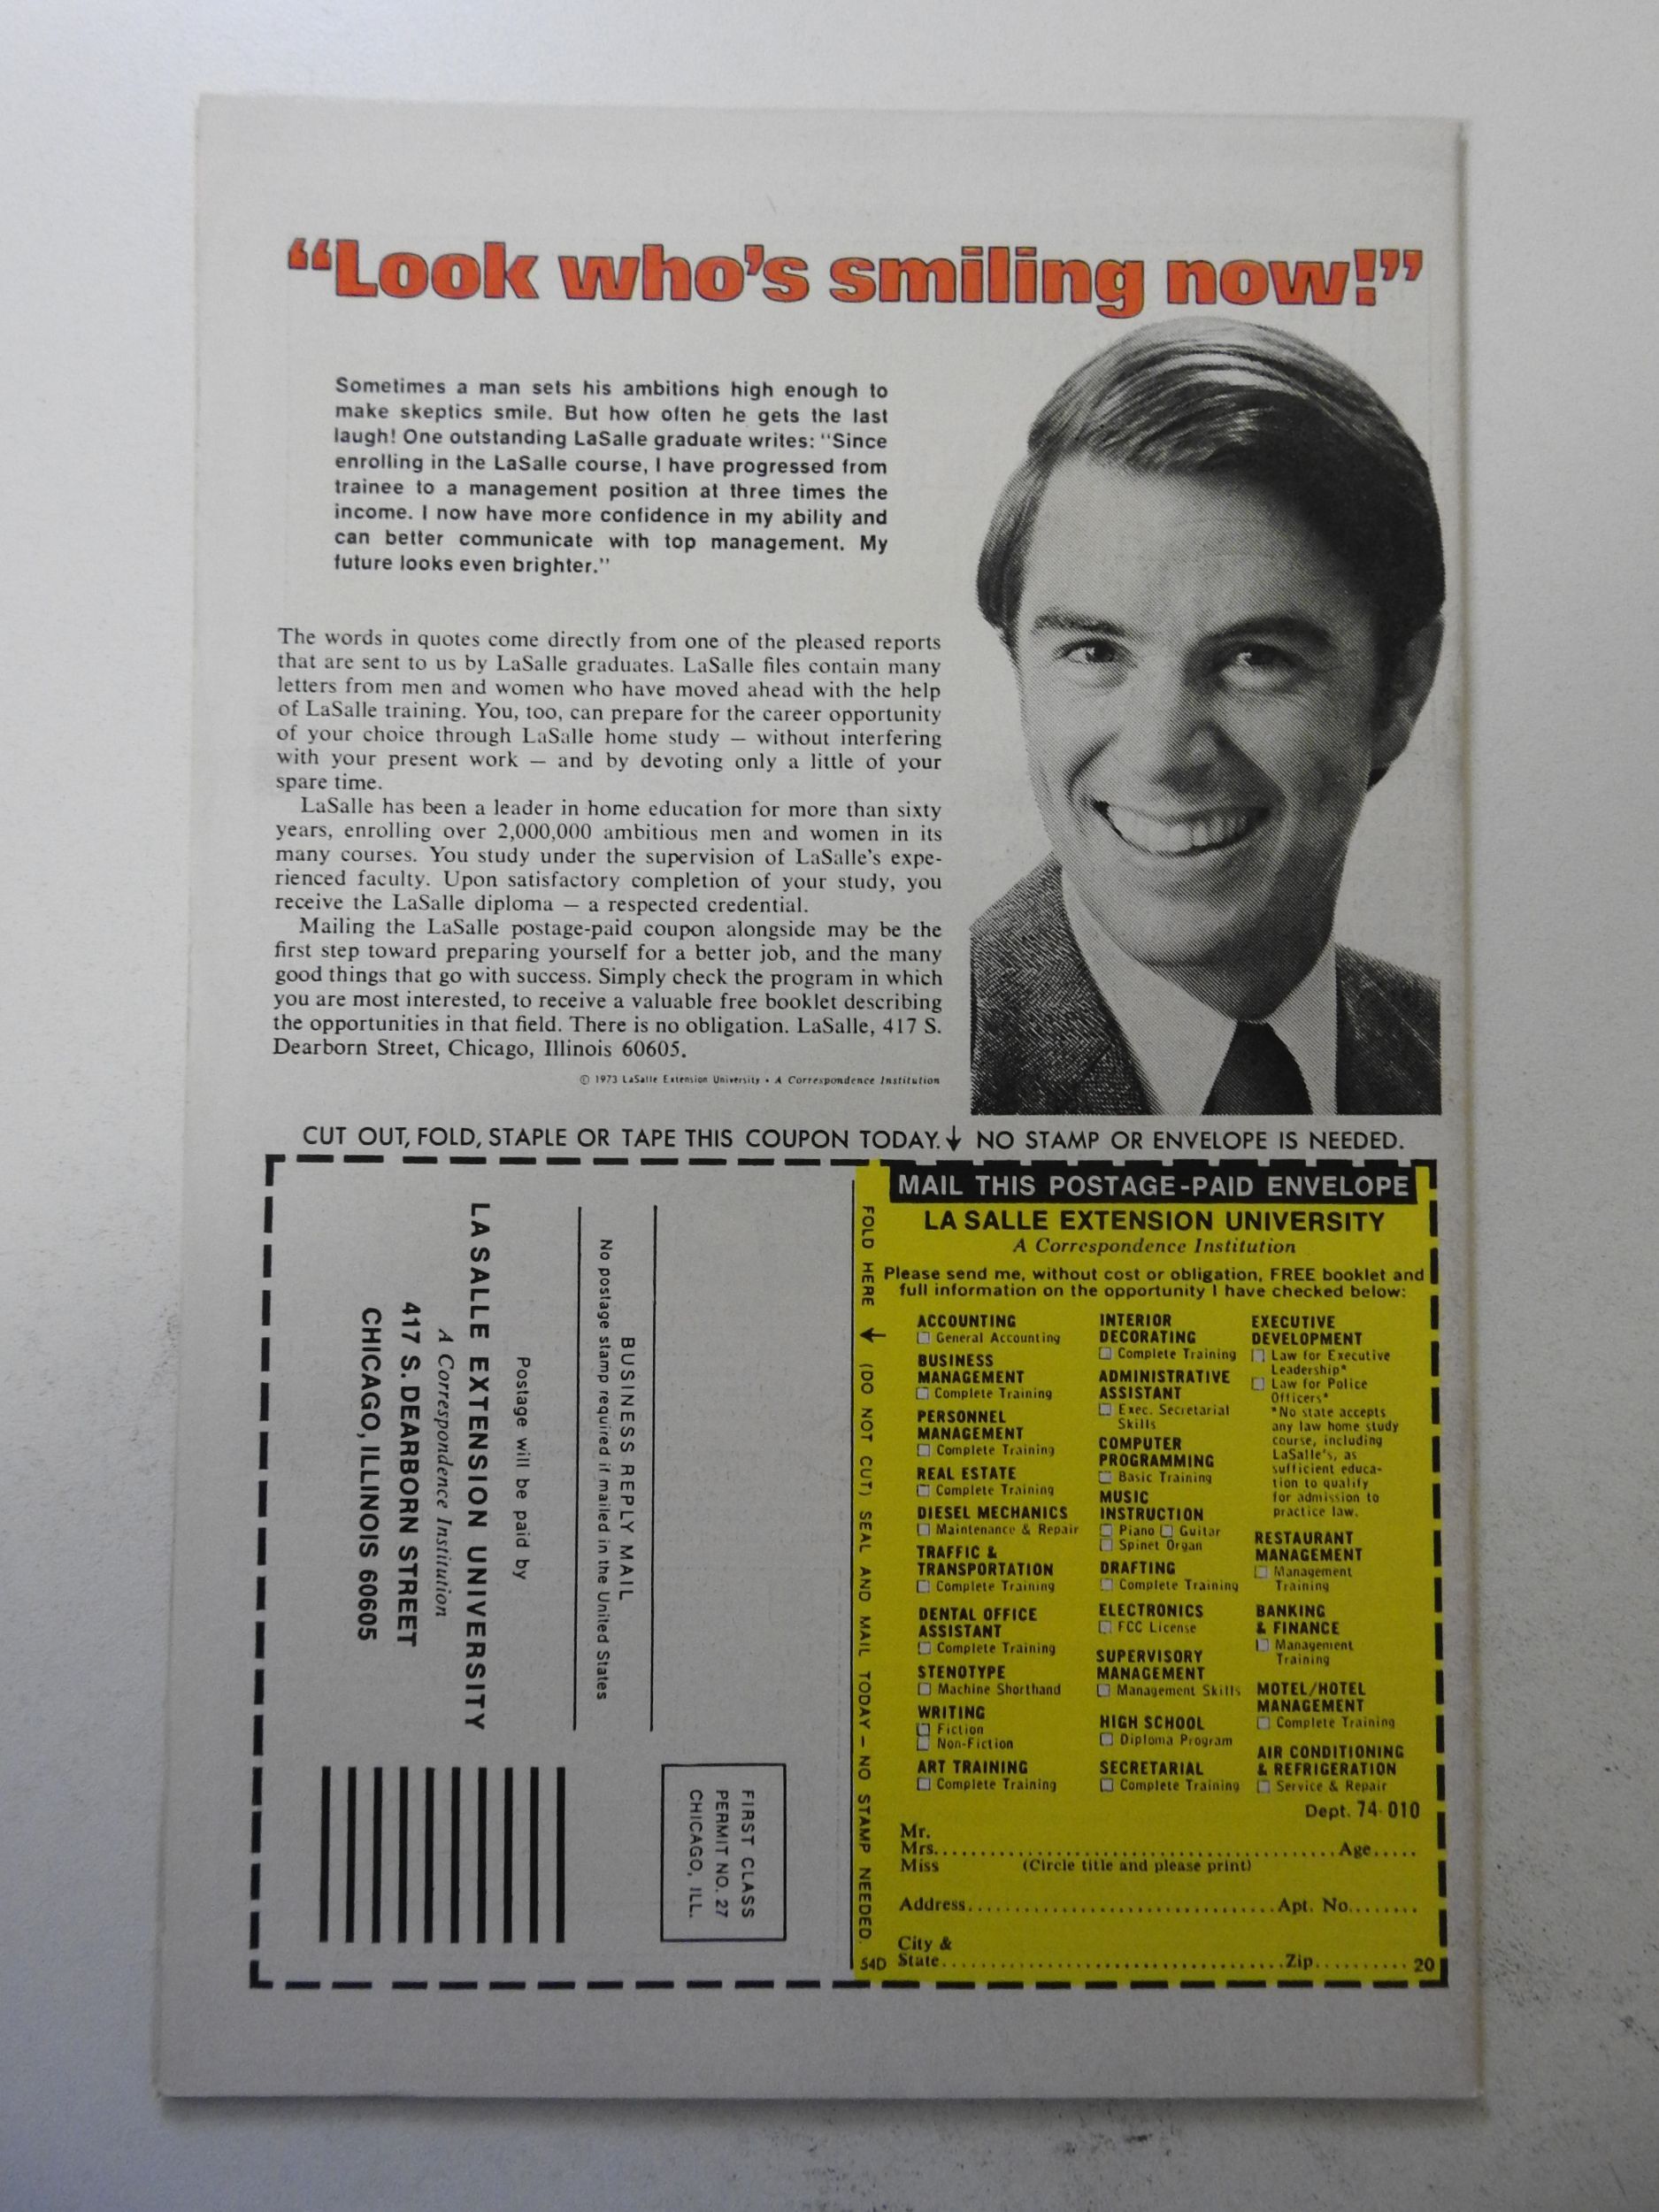 “Look who’s smiling now!”
Sometimes a man sets his ambitions high enough to
make skeptics smile. But how often he gets the last
laugh! One outstanding LaSalle graduate writes: “Since
enrolling in the LaSalle course, I have progressed from
trainee to a management position at three times the
income. I now have more confidence in my ability and
can better communicate with top management. My
future looks even brighter.”
The words in quotes come directly from one of the pleased reports
that are sent to us by LaSalle graduates. LaSalle files contain many
letters from men and women who have moved ahead with the help
of LaSalle training. You, too, can prepare for the career opportunity
of your choice through LaSalle home study — without interfering
with your present work — and by devoting only a little of your
spare time.
LaSalle has been a leader in home education for more than sixty
years, enrolling over 2,000,000 ambitious men and women in its
many courses. You study under the supervision of LaSalle’s expe-
rienced faculty. Upon satisfactory completion of your study, you
receive the LaSalle diploma — a respected credential.
Mailing the LaSalle postage-paid coupon alongside may be the
first step toward preparing yourself for a better job, and the many
good things that go with success. Simply check the program in which
you are most interested, to receive a valuable free booklet describing
the opportunities in that field. There is no obligation. LaSalle, 417 S.
Dearborn Street, Chicago, Illinois 60605.
© 1973 LaSalle Extension University • A Correspondence Institution
CUT OUT, FOLD, STAPLE OR TAPE THIS COUPON TODAY.↓ NO STAMP OR ENVELOPE IS NEEDED.
FIRST CLASS
PERMIT NO. 27
CHICAGO, ILL.
BUSINESS REPLY MAIL
No postage stamp required if mailed in the United States
Postage will be paid by
LA SALLE EXTENSION UNIVERSITY
A Correspondence Institution
417 S. DEARBORN STREET
CHICAGO, ILLINOIS 60605
FOLD HERE → (DO NOT CUT) SEAL AND MAIL TODAY — NO STAMP NEEDED.
54D
MAIL THIS POSTAGE-PAID ENVELOPE
LA SALLE EXTENSION UNIVERSITY
A Correspondence Institution
Please send me, without cost or obligation, FREE booklet and
full information on the opportunity I have checked below:
ACCOUNTING
☐ General Accounting
BUSINESS
MANAGEMENT
☐ Complete Training
PERSONNEL
MANAGEMENT
☐ Complete Training
REAL ESTATE
☐ Complete Training
DIESEL MECHANICS
☐ Maintenance & Repair
TRAFFIC &
TRANSPORTATION
☐ Complete Training
DENTAL OFFICE
ASSISTANT
☐ Complete Training
STENOTYPE
☐ Machine Shorthand
WRITING
☐ Fiction
☐ Non-Fiction
ART TRAINING
☐ Complete Training
INTERIOR
DECORATING
☐ Complete Training
ADMINISTRATIVE
ASSISTANT
☐ Exec. Secretarial
Skills
COMPUTER
PROGRAMMING
☐ Basic Training
MUSIC
INSTRUCTION
☐ Piano ☐ Guitar
☐ Spinet Organ
DRAFTING
☐ Complete Training
ELECTRONICS
☐ FCC License
SUPERVISORY
MANAGEMENT
☐ Management Skills
HIGH SCHOOL
☐ Diploma Program
SECRETARIAL
☐ Complete Training
EXECUTIVE
DEVELOPMENT
☐ Law for Executive
Leadership*
☐ Law for Police
Officers*
*No state accepts
any law home study
course, including
LaSalle’s, as
sufficient educa-
tion to qualify
for admission to
practice law.
RESTAURANT
MANAGEMENT
☐ Management
Training
BANKING
& FINANCE
☐ Management
Training
MOTEL/HOTEL
MANAGEMENT
☐ Complete Training
AIR CONDITIONING
& REFRIGERATION
☐ Service & Repair
Dept. 74-010
Mr.
Mrs. Age
Miss (Circle title and please print)
Address Apt. No.
City &
State Zip 20